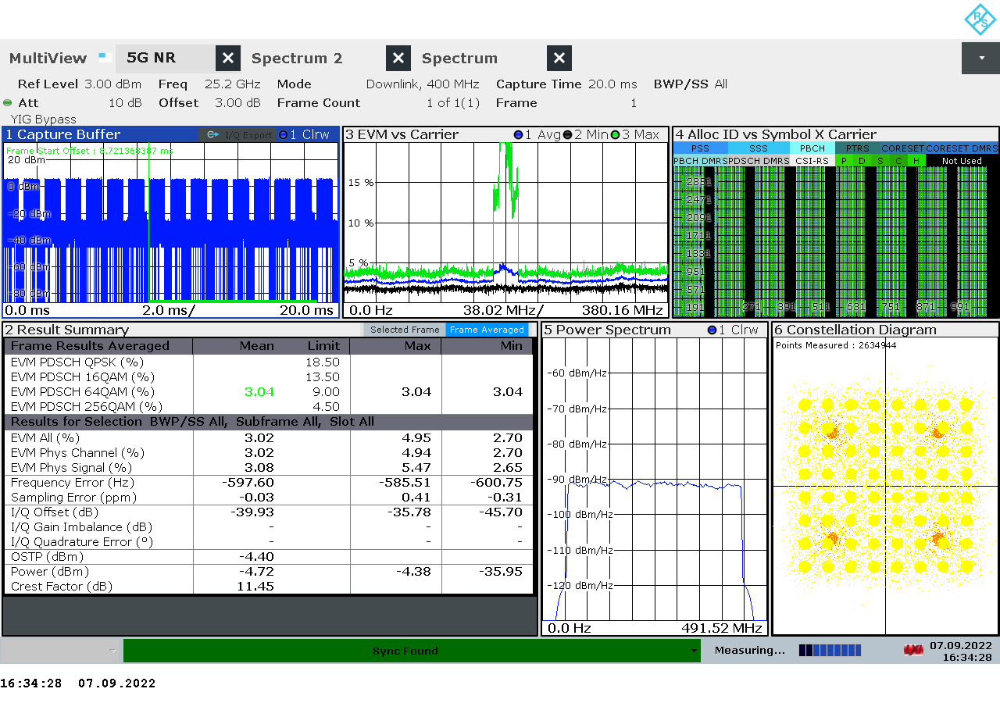 R S
MultiView 5G NR Spectrum 2 Spectrum
Ref Level 3.00 dBm Freq 25.2 GHz Mode Downlink, 400 MHz Capture Time 20.0 ms BWP/SS All
Att 10 dB Offset 3.00 dB Frame Count 1 of 1(1) Frame 1
YIG Bypass
1 Capture Buffer I/Q Export 1 Clrw
Frame Start Offset : 8.721368387 ms
20 dBm
0 dBm
-20 dBm
-40 dBm
-60 dBm
-80 dBm
0.0 ms 2.0 ms/ 20.0 ms
3 EVM vs Carrier 1 Avg 2 Min 3 Max
15 %
10 %
5 %
0.0 Hz 38.02 MHz/ 380.16 MHz
4 Alloc ID vs Symbol X Carrier
PSS SSS PBCH PTRS CORESET CORESET DMRS
PBCH DMRS PDSCH DMRS CSI-RS P D S C H Not Used
2851
2471
2091
1711
1331
951
571
191 271 391 511 631 751 871 991
2 Result Summary Selected Frame Frame Averaged
Frame Results Averaged Mean Limit Max Min
EVM PDSCH QPSK (%) 18.50
EVM PDSCH 16QAM (%) 13.50
EVM PDSCH 64QAM (%) 3.04 9.00 3.04 3.04
EVM PDSCH 256QAM (%) 4.50
Results for Selection BWP/SS All, Subframe All, Slot All
EVM All (%) 3.02 4.95 2.70
EVM Phys Channel (%) 3.02 4.94 2.70
EVM Phys Signal (%) 3.08 5.47 2.65
Frequency Error (Hz) -597.60 -585.51 -600.75
Sampling Error (ppm) -0.03 0.41 -0.31
I/Q Offset (dB) -39.93 -35.78 -45.70
I/Q Gain Imbalance (dB) - - -
I/Q Quadrature Error (°) - - -
OSTP (dBm) -4.40
Power (dBm) -4.72 -4.38 -35.95
Crest Factor (dB) 11.45
5 Power Spectrum 1 Clrw
-60 dBm/Hz
-70 dBm/Hz
-80 dBm/Hz
-90 dBm/Hz
-100 dBm/Hz
-110 dBm/Hz
-120 dBm/Hz
0.0 Hz 491.52 MHz
6 Constellation Diagram
Points Measured : 2634944
Sync Found Measuring... LXI 07.09.2022
16:34:28
16:34:28 07.09.2022